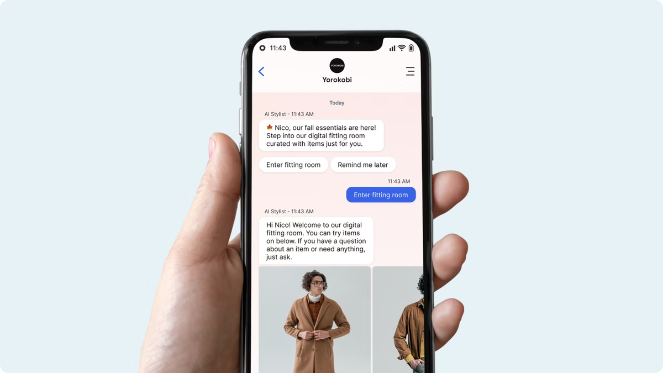 11:43
YOROKOBI
Yorokobi
Today
AI Stylist - 11:43 AM
🍁 Nico, our fall essentials are here!
Step into our digital fitting room
curated with items just for you.
Enter fitting room
Remind me later
11:43 AM
Enter fitting room
AI Stylist - 11:43 AM
Hi Nico! Welcome to our digital
fitting room. You can try items
on below. If you have a question
about an item or need anything,
just ask.